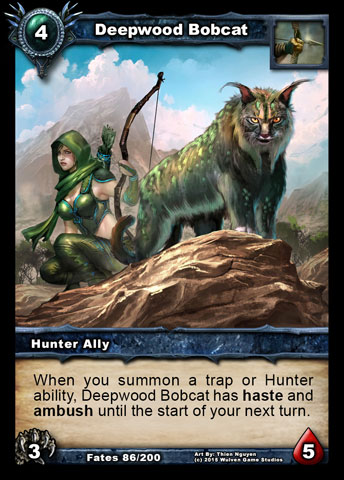 4
Deepwood Bobcat
Hunter Ally
When you summon a trap or Hunter
ability, Deepwood Bobcat has haste and
ambush until the start of your next turn.
3
Fates 86/200
Art By: Thien Nguyen
(c) 2015 Wulven Game Studios
5